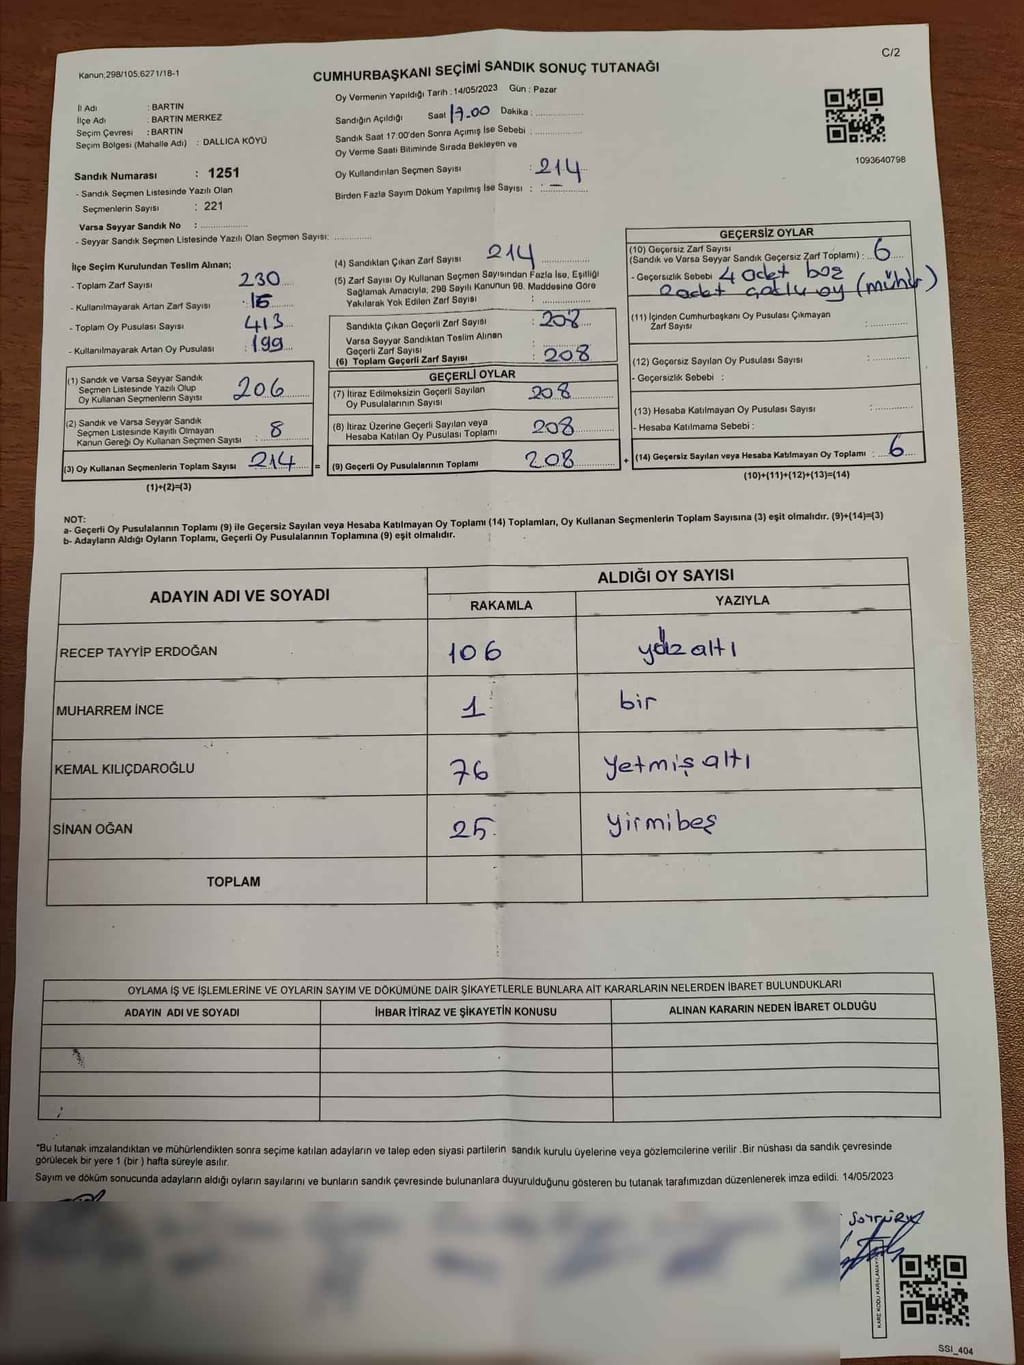 C/2
Kanun;298/105,6271/18-1
CUMHURBAŞKANI SEÇİMİ SANDIK SONUÇ TUTANAĞI
İl Adı : BARTIN
İlçe Adı : BARTIN MERKEZ
Seçim Çevresi : BARTIN
Seçim Bölgesi (Mahalle Adı) : DALLICA KÖYÜ
Sandık Numarası : 1251
- Sandık Seçmen Listesinde Yazılı Olan
Seçmenlerin Sayısı : 221
Varsa Seyyar Sandık No : ....................
- Seyyar Sandık Seçmen Listesinde Yazılı Olan Seçmen Sayısı: .............
Oy Vermenin Yapıldığı Tarih : 14/05/2023 Gün : Pazar
Sandığın Açıldığı Saat 17.00 Dakika : ................
Sandık Saat 17:00'den Sonra Açımış İse Sebebi : ................
Oy Verme Saati Bitiminde Sırada Bekleyen ve
Oy Kullandırılan Seçmen Sayısı : 214
Birden Fazla Sayım Döküm Yapılmış İse Sayısı : —
1093640798
İlçe Seçim Kurulundan Teslim Alınan;
- Toplam Zarf Sayısı 230
- Kullanılmayarak Artan Zarf Sayısı : 16
- Toplam Oy Pusulası Sayısı : 413
- Kullanılmayarak Artan Oy Pusulası : 199
(1) Sandık ve Varsa Seyyar Sandık
Seçmen Listesinde Yazılı Olup
Oy Kullanan Seçmenlerin Sayısı 206
(2) Sandık ve Varsa Seyyar Sandık
Seçmen Listesinde Kayıtlı Olmayan
Kanun Gereği Oy Kullanan Seçmen Sayısı : 8
(3) Oy Kullanan Seçmenlerin Toplam Sayısı : 214 =
(1)+(2)=(3)
(4) Sandıktan Çıkan Zarf Sayısı 214
(5) Zarf Sayısı Oy Kullanan Seçmen Sayısından Fazla İse, Eşitliği
Sağlamak Amacıyla, 298 Sayılı Kanunun 98. Maddesine Göre
Yakılarak Yok Edilen Zarf Sayısı : ................
Sandıkta Çıkan Geçerli Zarf Sayısı : 208
Varsa Seyyar Sandıktan Teslim Alınan
Geçerli Zarf Sayısı : ................
(6) Toplam Geçerli Zarf Sayısı : 208
GEÇERLİ OYLAR
(7) İtiraz Edilmeksizin Geçerli Sayılan
Oy Pusulalarının Sayısı 208
(8) İtiraz Üzerine Geçerli Sayılan veya
Hesaba Katılan Oy Pusulası Toplamı 208
(9) Geçerli Oy Pusulalarının Toplamı : 208 +
GEÇERSİZ OYLAR
(10) Geçersiz Zarf Sayısı
(Sandık ve Varsa Seyyar Sandık Geçersiz Zarf Toplamı) : 6
- Geçersizlik Sebebi 4 adet boş
2 adet (mühür)
(11) İçinden Cumhurbaşkanı Oy Pusulası Çıkmayan
Zarf Sayısı : ................
(12) Geçersiz Sayılan Oy Pusulası Sayısı : ................
- Geçersizlik Sebebi :
(13) Hesaba Katılmayan Oy Pusulası Sayısı : ................
- Hesaba Katılmama Sebebi :
(14) Geçersiz Sayılan veya Hesaba Katılmayan Oy Toplamı : 6
(10)+(11)+(12)+(13)=(14)
NOT:
a- Geçerli Oy Pusulalarının Toplamı (9) ile Geçersiz Sayılan veya Hesaba Katılmayan Oy Toplamı (14) Toplamları, Oy Kullanan Seçmenlerin Toplam Sayısına (3) eşit olmalıdır. (9)+(14)=(3)
b- Adayların Aldığı Oyların Toplamı, Geçerli Oy Pusulalarının Toplamına (9) eşit olmalıdır.
ADAYIN ADI VE SOYADI ALDIĞI OY SAYISI
RAKAMLA YAZIYLA
RECEP TAYYİP ERDOĞAN 106 yüzaltı
MUHARREM İNCE 1 bir
KEMAL KILIÇDAROĞLU 76 yetmişaltı
SİNAN OĞAN 25 yirmibeş
TOPLAM
OYLAMA İŞ VE İŞLEMLERİNE VE OYLARIN SAYIM VE DÖKÜMÜNE DAİR ŞİKAYETLERLE BUNLARA AİT KARARLARIN NELERDEN İBARET BULUNDUKLARI
ADAYIN ADI VE SOYADI İHBAR İTİRAZ VE ŞİKAYETİN KONUSU ALINAN KARARIN NEDEN İBARET OLDUĞU
*Bu tutanak imzalandıktan ve mühürlendikten sonra seçime katılan adayların ve talep eden siyasi partilerin sandık kurulu üyelerine veya gözlemcilerine verilir .Bir nüshası da sandık çevresinde
görülecek bir yere 1 (bir ) hafta süreyle asılır.
Sayım ve döküm sonucunda adayların aldığı oyların sayılarını ve bunların sandık çevresinde bulunanlara duyurulduğunu gösteren bu tutanak tarafımızdan düzenlenerek imza edildi. 14/05/2023
SSI_404